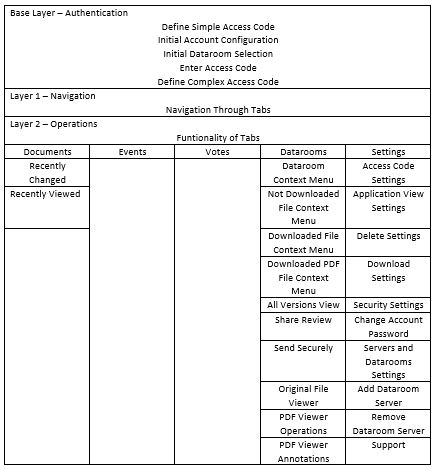 Base Layer – Authentication
Define Simple Access Code
Initial Account Configuration
Initial Dataroom Selection
Enter Access Code
Define Complex Access Code
Layer 1 – Navigation
Navigation Through Tabs
Layer 2 – Operations
Funtionality of Tabs
Documents
Events
Votes
Datarooms
Settings
Recently
Changed
Recently Viewed
Dataroom
Context Menu
Not Downloaded
File Context
Menu
Downloaded File
Context Menu
Downloaded PDF
File Context
Menu
All Versions View
Share Review
Send Securely
Original File
Viewer
PDF Viewer
Operations
PDF Viewer
Annotations
Access Code
Settings
Application View
Settings
Delete Settings
Download
Settings
Security Settings
Change Account
Password
Servers and
Datarooms
Settings
Add Dataroom
Server
Remove
Dataroom Server
Support